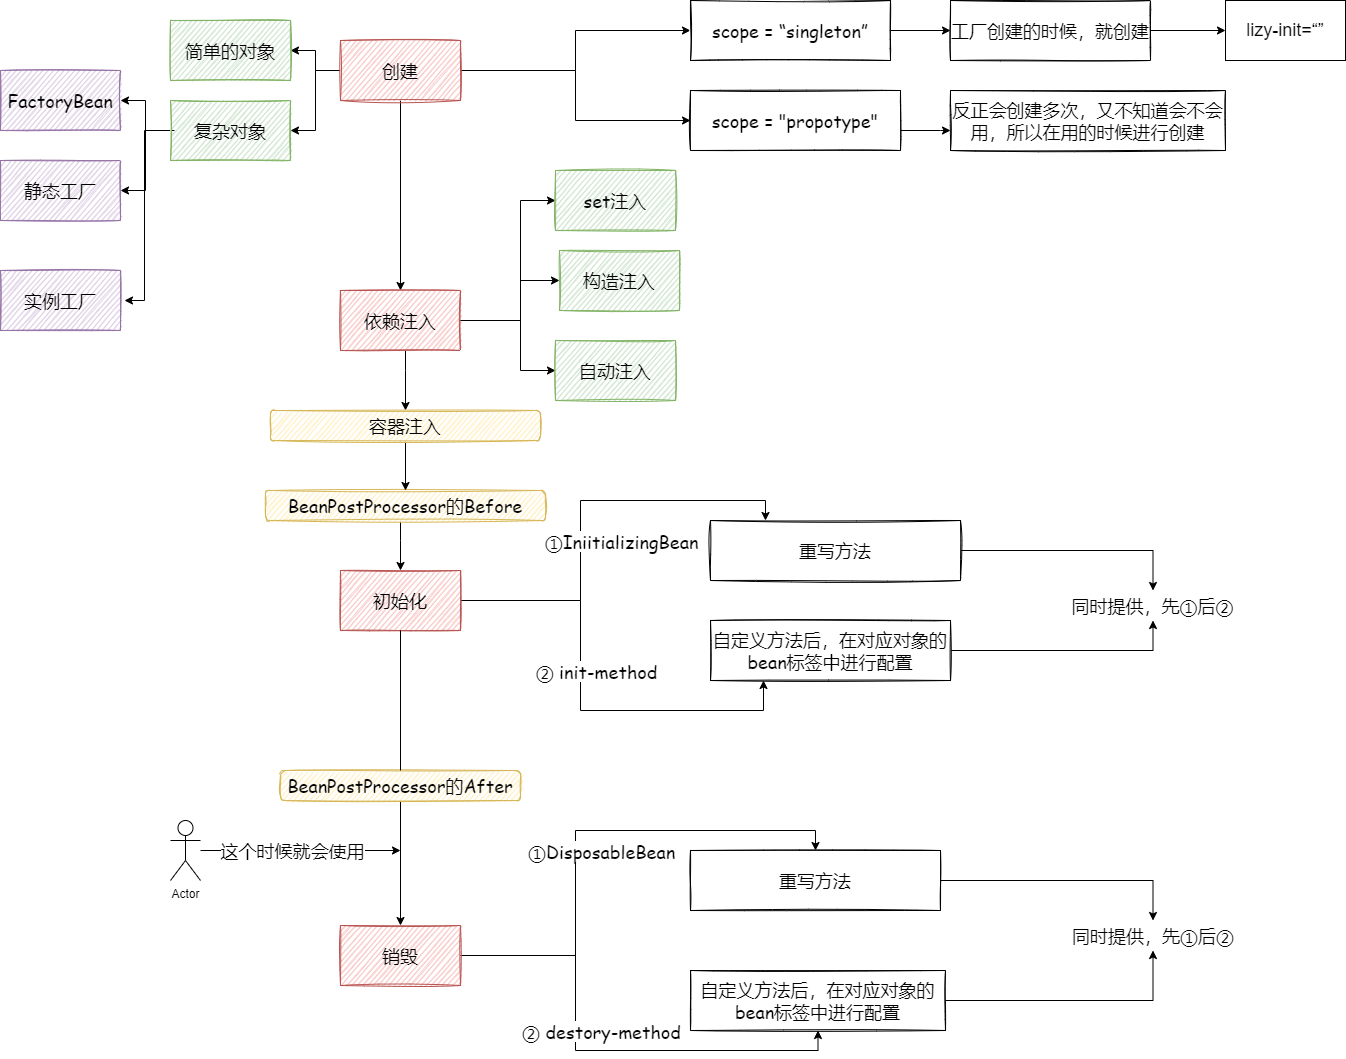 简单的对象
创建
scope = “singleton”
工厂创建的时候，就创建
lizy-init=“”
FactoryBean
复杂对象
scope = "propotype"
反正会创建多次，又不知道会不会
用，所以在用的时候进行创建
静态工厂
set注入
实例工厂
构造注入
依赖注入
自动注入
容器注入
BeanPostProcessor的Before
①IniitializingBean
重写方法
初始化
同时提供，先①后②
② init-method
自定义方法后，在对应对象的
bean标签中进行配置
BeanPostProcessor的After
这个时候就会使用
Actor
①DisposableBean
重写方法
销毁
同时提供，先①后②
② destory-method
自定义方法后，在对应对象的
bean标签中进行配置